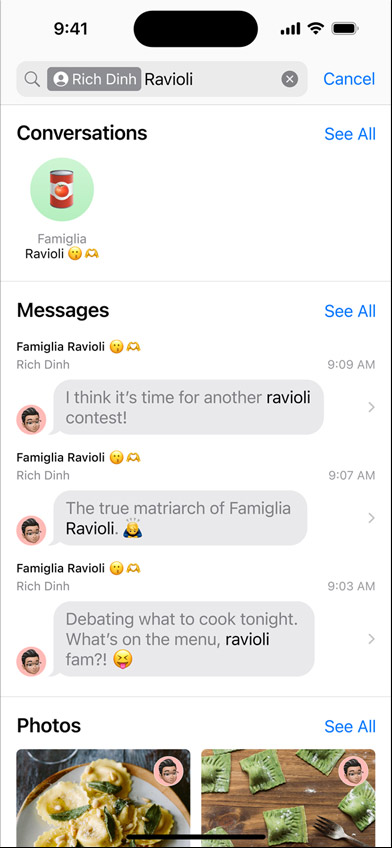 9:41
Rich Dinh Ravioli Cancel
Conversations See All
Famiglia
Ravioli 😗🫶
Messages See All
Famiglia Ravioli 😗🫶
Rich Dinh 9:09 AM
I think it’s time for another ravioli
contest!
Famiglia Ravioli 😗🫶
Rich Dinh 9:07 AM
The true matriarch of Famiglia
Ravioli. 🙇
Famiglia Ravioli 😗🫶
Rich Dinh 9:03 AM
Debating what to cook tonight.
What’s on the menu, ravioli
fam?! 😝
Photos See All